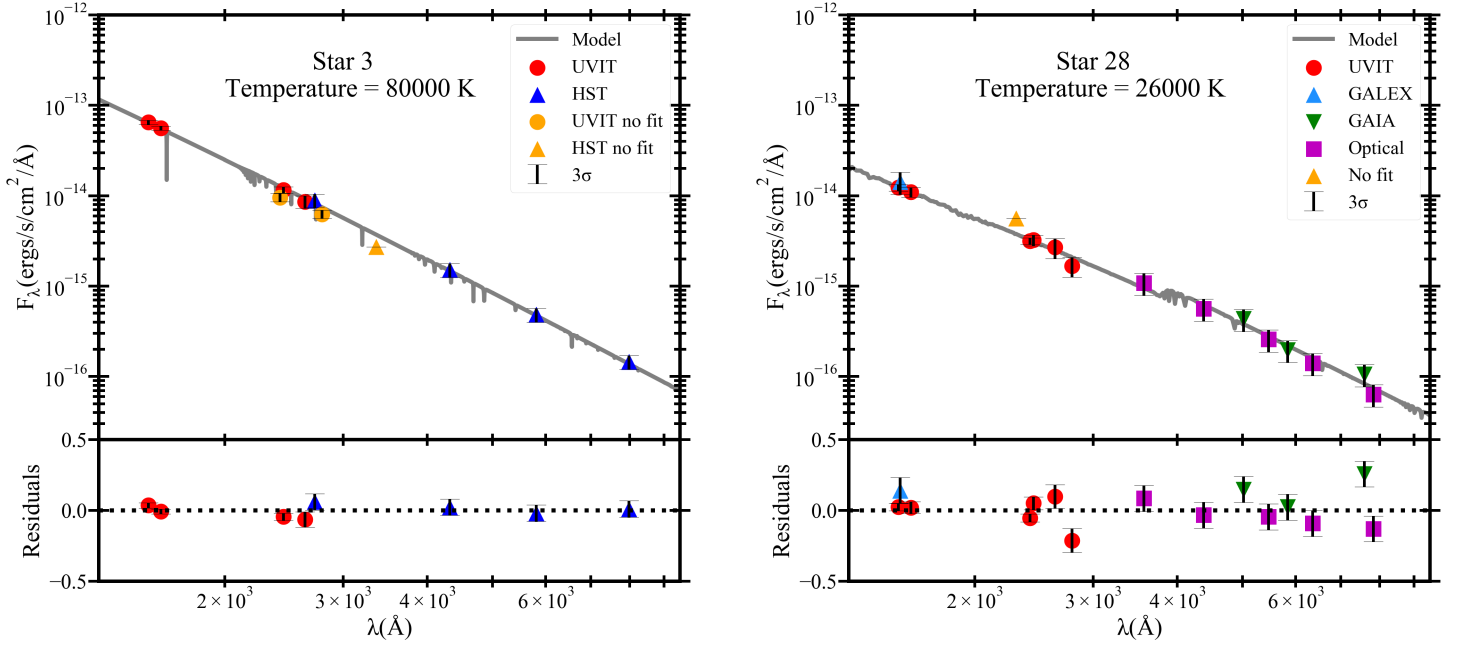 10⁻¹²
10⁻¹³
10⁻¹⁴
10⁻¹⁵
10⁻¹⁶
F_λ(ergs/s/cm²/Å)
Star 3
Temperature = 80000 K
Model
UVIT
HST
UVIT no fit
HST no fit
3σ
0.5
0.0
−0.5
Residuals
2×10³
3×10³
4×10³
6×10³
λ(Å)
10⁻¹²
10⁻¹³
10⁻¹⁴
10⁻¹⁵
10⁻¹⁶
F_λ(ergs/s/cm²/Å)
Star 28
Temperature = 26000 K
Model
UVIT
GALEX
GAIA
Optical
No fit
3σ
0.5
0.0
−0.5
Residuals
2×10³
3×10³
4×10³
6×10³
λ(Å)